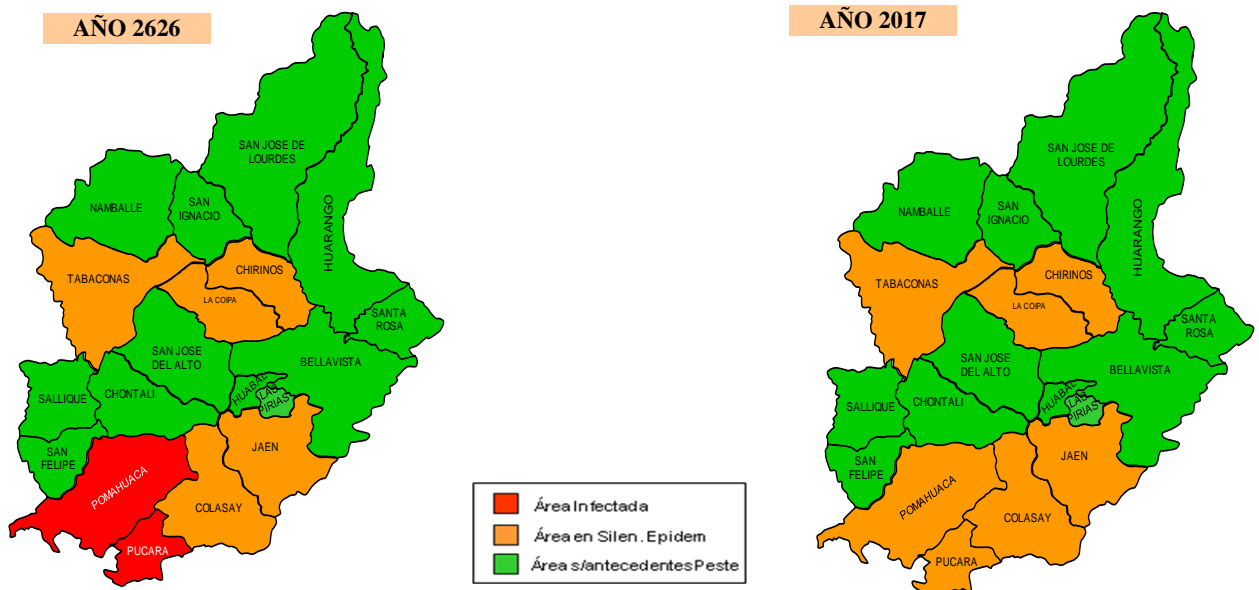 AÑO 2626
SAN JOSE DE
LOURDES
HUARANGO
NAMBALLE
SAN
IGNACIO
TABACONAS
CHIRINOS
LA COIPA
SANTA
ROSA
SAN JOSE
DEL ALTO
BELLAVISTA
HUABAL
LAS
PIRIAS
SALLIQUE
CHONTALI
SAN
FELIPE
JAEN
POMAHUACA
COLASAY
PUCARA
Área Infectada
Área en Silen. Epidem
Área s/antecedentes Peste
AÑO 2017
SAN JOSE DE
LOURDES
HUARANGO
NAMBALLE
SAN
IGNACIO
TABACONAS
CHIRINOS
LA COIPA
SANTA
ROSA
SAN JOSE
DEL ALTO
BELLAVISTA
HUABAL
LAS
PIRIAS
SALLIQUE
CHONTALI
SAN
FELIPE
JAEN
POMAHUACA
COLASAY
PUCARA